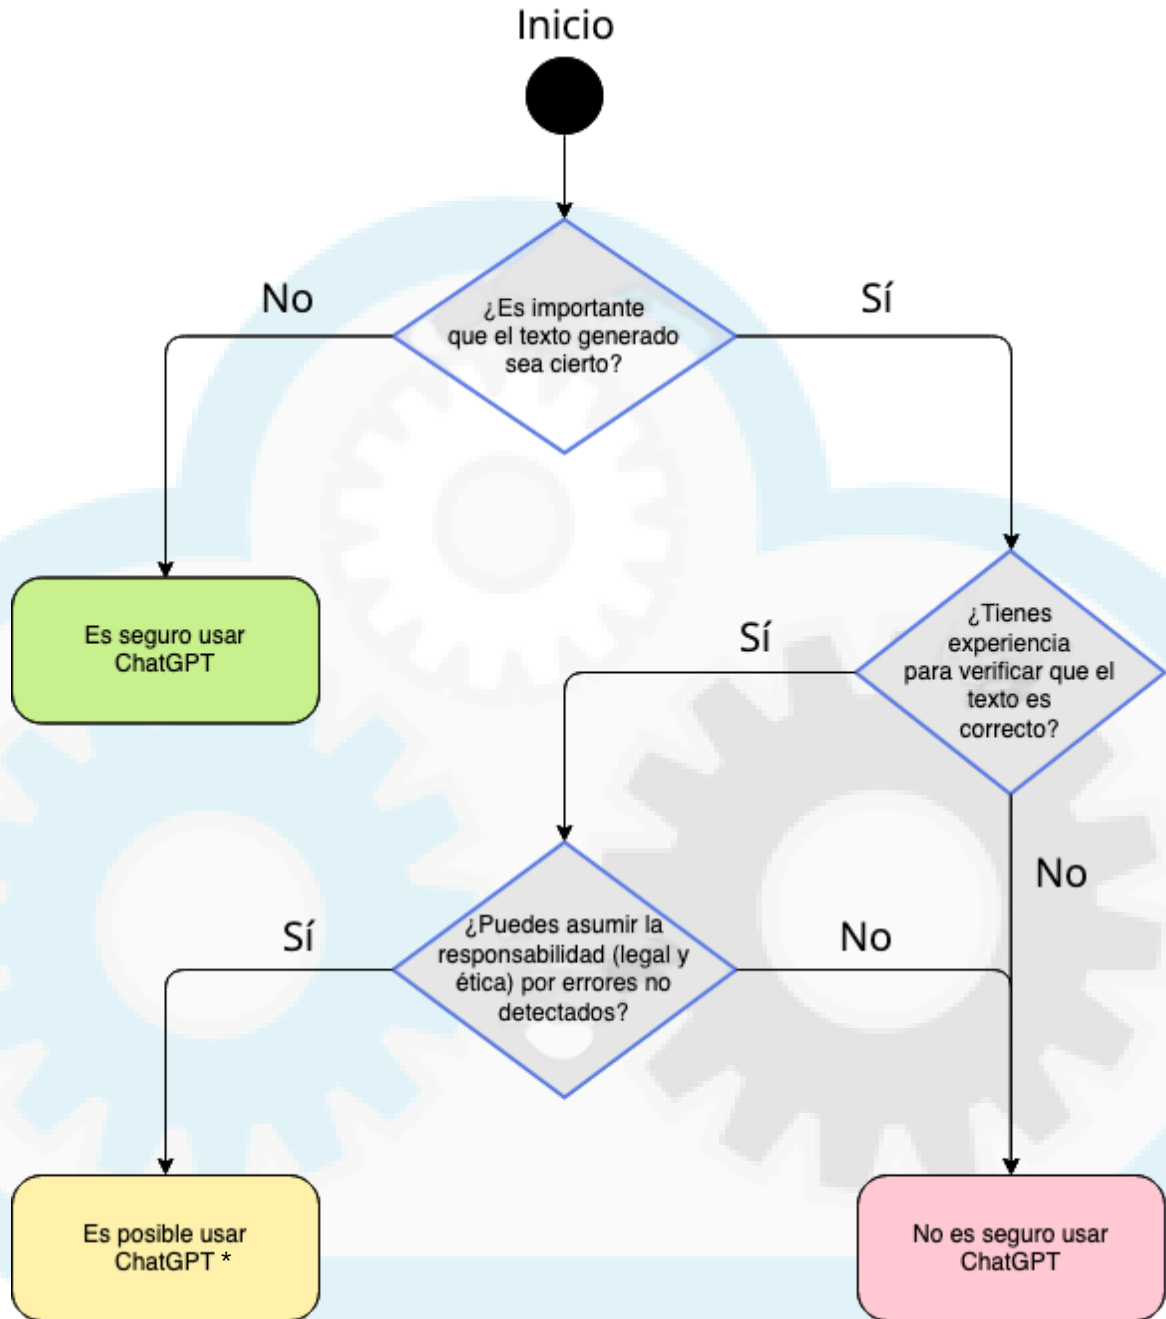 Inicio
¿Es importante
que el texto generado
sea cierto?
No
Sí
Es seguro usar
ChatGPT
¿Tienes
experiencia
para verificar que el
texto es
correcto?
Sí
No
¿Puedes asumir la
responsabilidad (legal y
ética) por errores no
detectados?
Sí
No
Es posible usar
ChatGPT *
No es seguro usar
ChatGPT